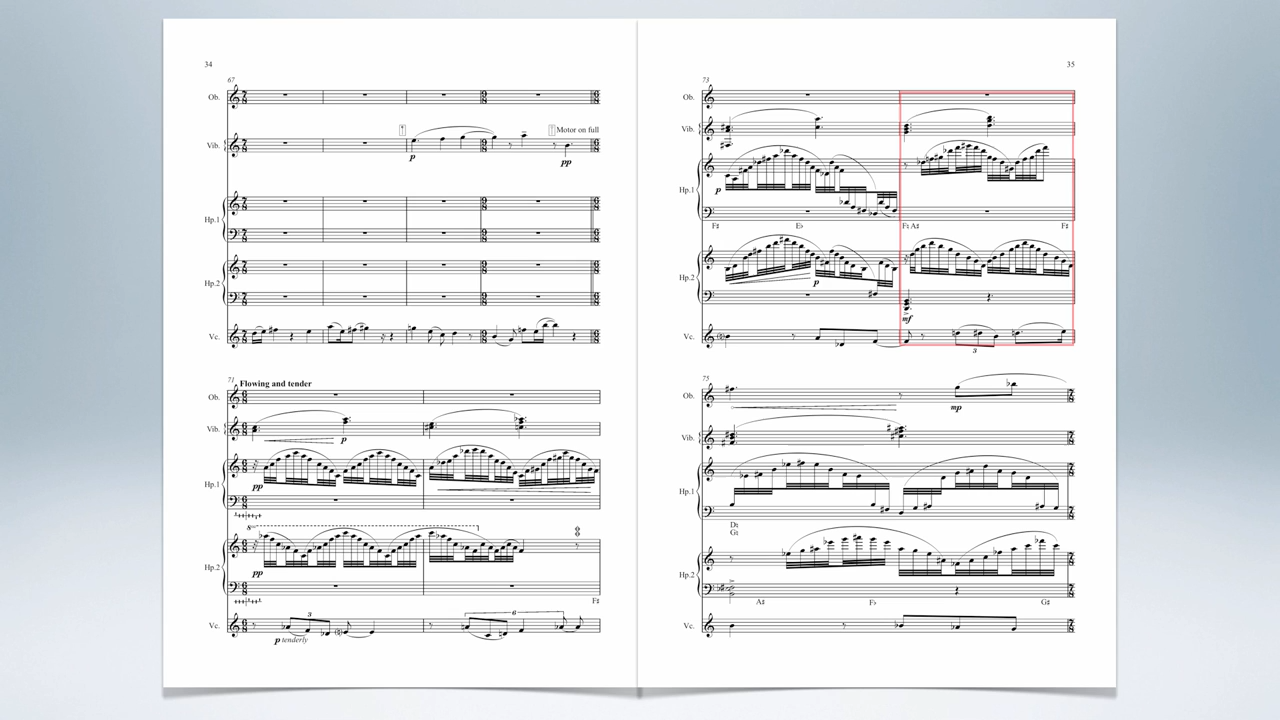 34
67
Ob.
Vib.
Motor on full
p
pp
Hp.1
Hp.2
Vc.
71
Flowing and tender
Ob.
Vib.
p
Hp.1
pp
8va
Hp.2
pp
F♯
Vc.
3
6
p tenderly
35
73
Ob.
Vib.
Hp.1
p
F♯ E♭ F♮ A♯ F♯
Hp.2
p
mf
Vc.
3
75
Ob.
mp
Vib.
Hp.1
D♮
G♮
Hp.2
A♯ F♭ G♯
Vc.